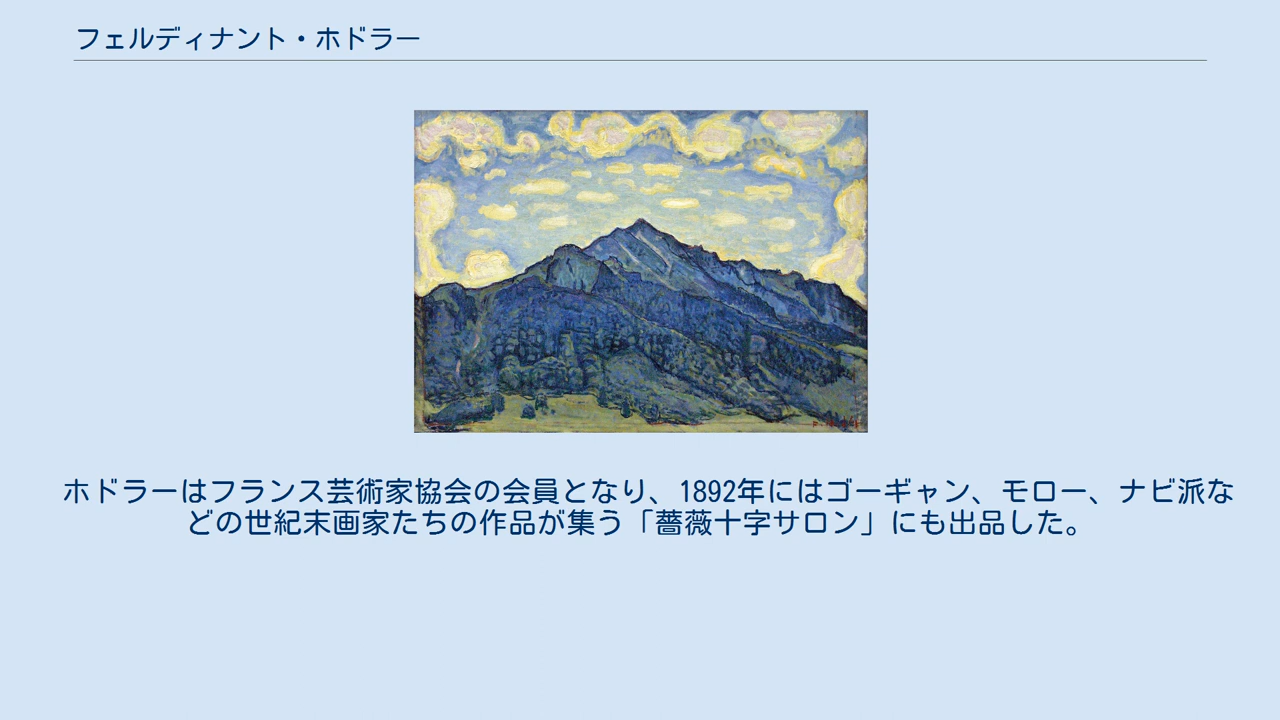 フェルディナント・ホドラー
ホドラーはフランス芸術家協会の会員となり、1892年にはゴーギャン、モロー、ナビ派な
どの世紀末画家たちの作品が集う「薔薇十字サロン」にも出品した。